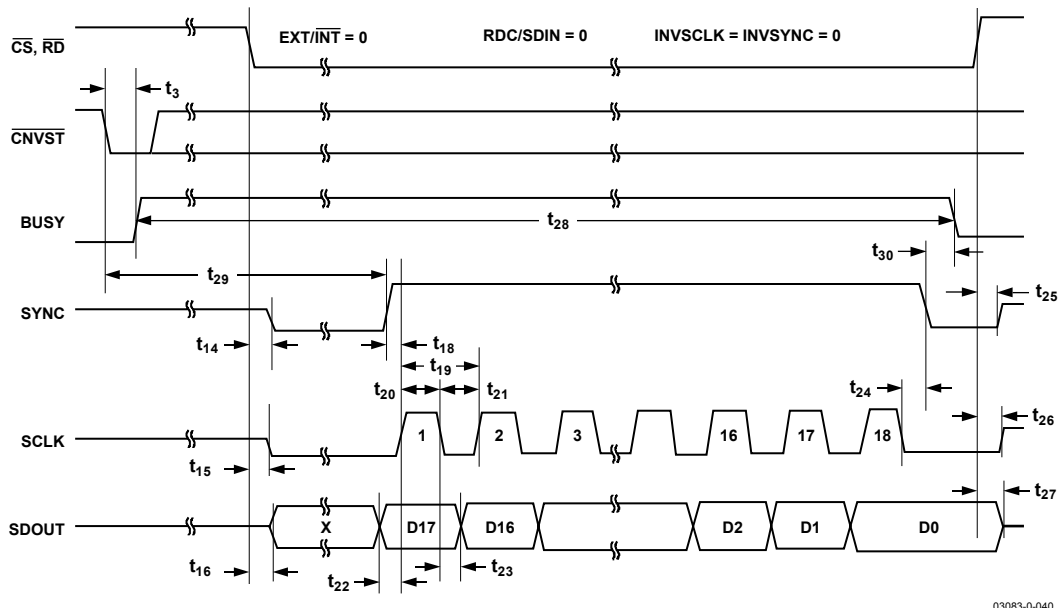 CS, RD
EXT/INT = 0
RDC/SDIN = 0
INVSCLK = INVSYNC = 0
t3
CNVST
BUSY
t28
t30
t29
t25
SYNC
t14
t18
t19
t20
t21
t24
t26
SCLK
1
2
3
16
17
18
t15
t27
SDOUT
X
D17
D16
D2
D1
D0
t16
t22
t23
03083-0-040